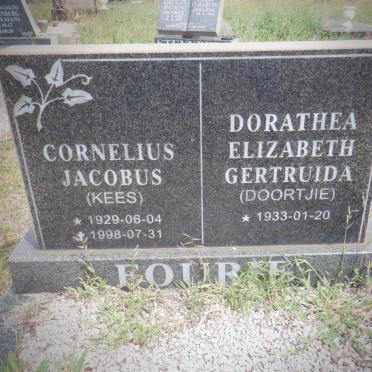 CORNELIUS
JACOBUS
(KEES)
★ 1929-06-04
✟ 1998-07-31
DORATHEA
ELIZABETH
GERTRUIDA
(DOORTJIE)
★ 1933-01-20
FOURIE